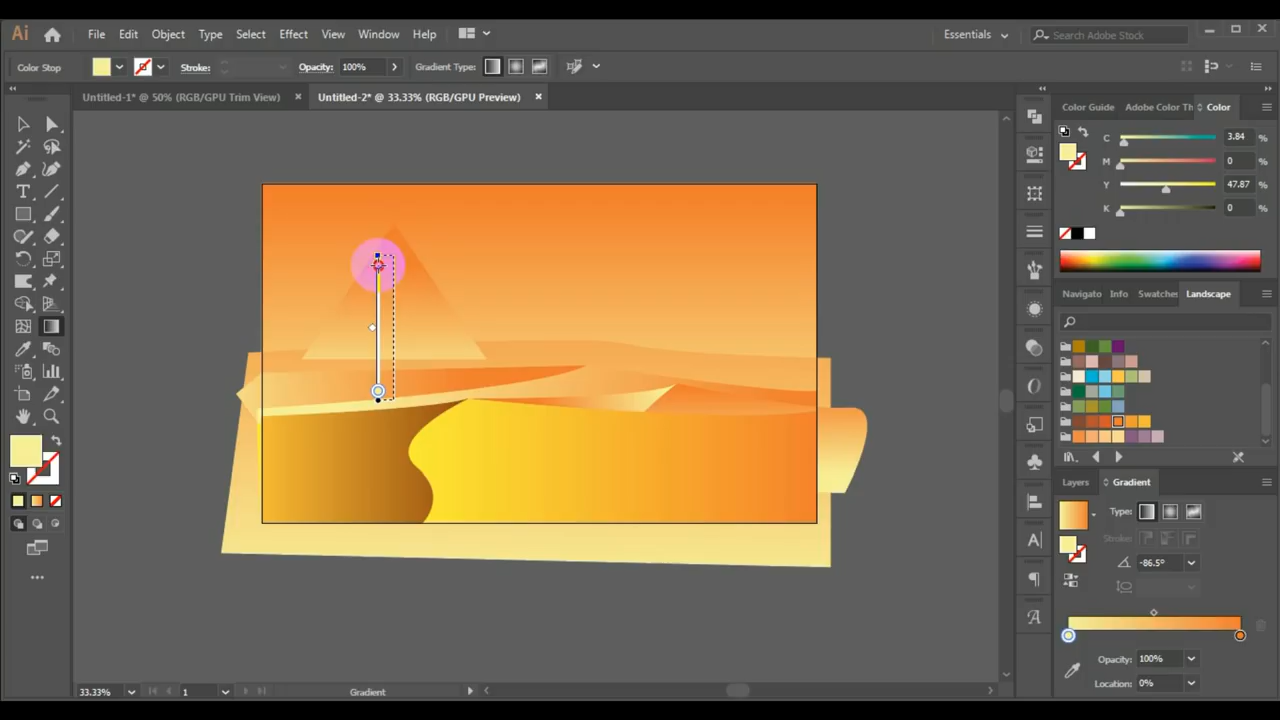 Ai File Edit Object Type Select Effect View Window Help Essentials Search Adobe Stock
Color Stop Stroke: Opacity: 100% Gradient Type:
Untitled-1* @ 50% (RGB/GPU Trim View) × Untitled-2* @ 33.33% (RGB/GPU Preview) ×
Color Guide Adobe Color Th Color
C 3.84 %
M 0 %
Y 47.87 %
K 0 %
Navigato Info Swatches Landscape
Layers Gradient
Type:
Stroke:
-86.5°
Opacity: 100%
Location: 0%
33.33% 1 Gradient